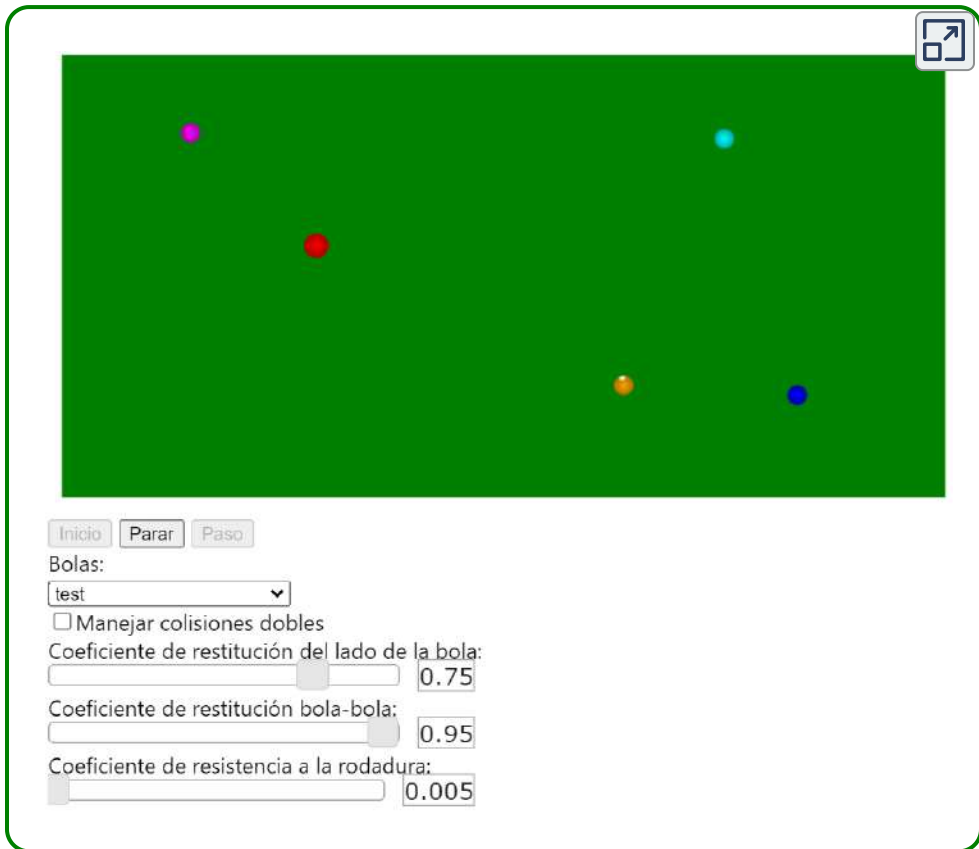 Inicio Parar Paso
Bolas:
test
Manejar colisiones dobles
Coeficiente de restitución del lado de la bola:
0.75
Coeficiente de restitución bola-bola:
0.95
Coeficiente de resistencia a la rodadura:
0.005